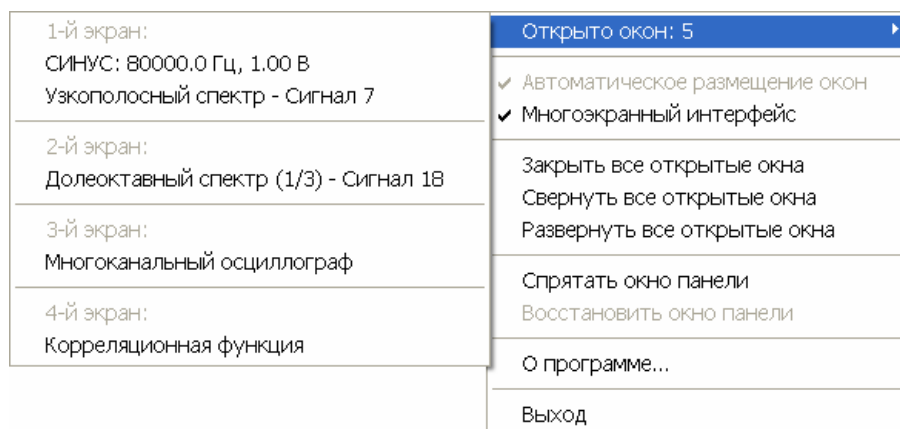 1-й экран:
СИНУС: 80000.0 Гц, 1.00 В
Узкополосный спектр - Сигнал 7
2-й экран:
Долеоктавный спектр (1/3) - Сигнал 18
3-й экран:
Многоканальный осциллограф
4-й экран:
Корреляционная функция
Открыто окон: 5
Автоматическое размещение окон
Многоэкранный интерфейс
Закрыть все открытые окна
Свернуть все открытые окна
Развернуть все открытые окна
Спрятать окно панели
Восстановить окно панели
О программе...
Выход